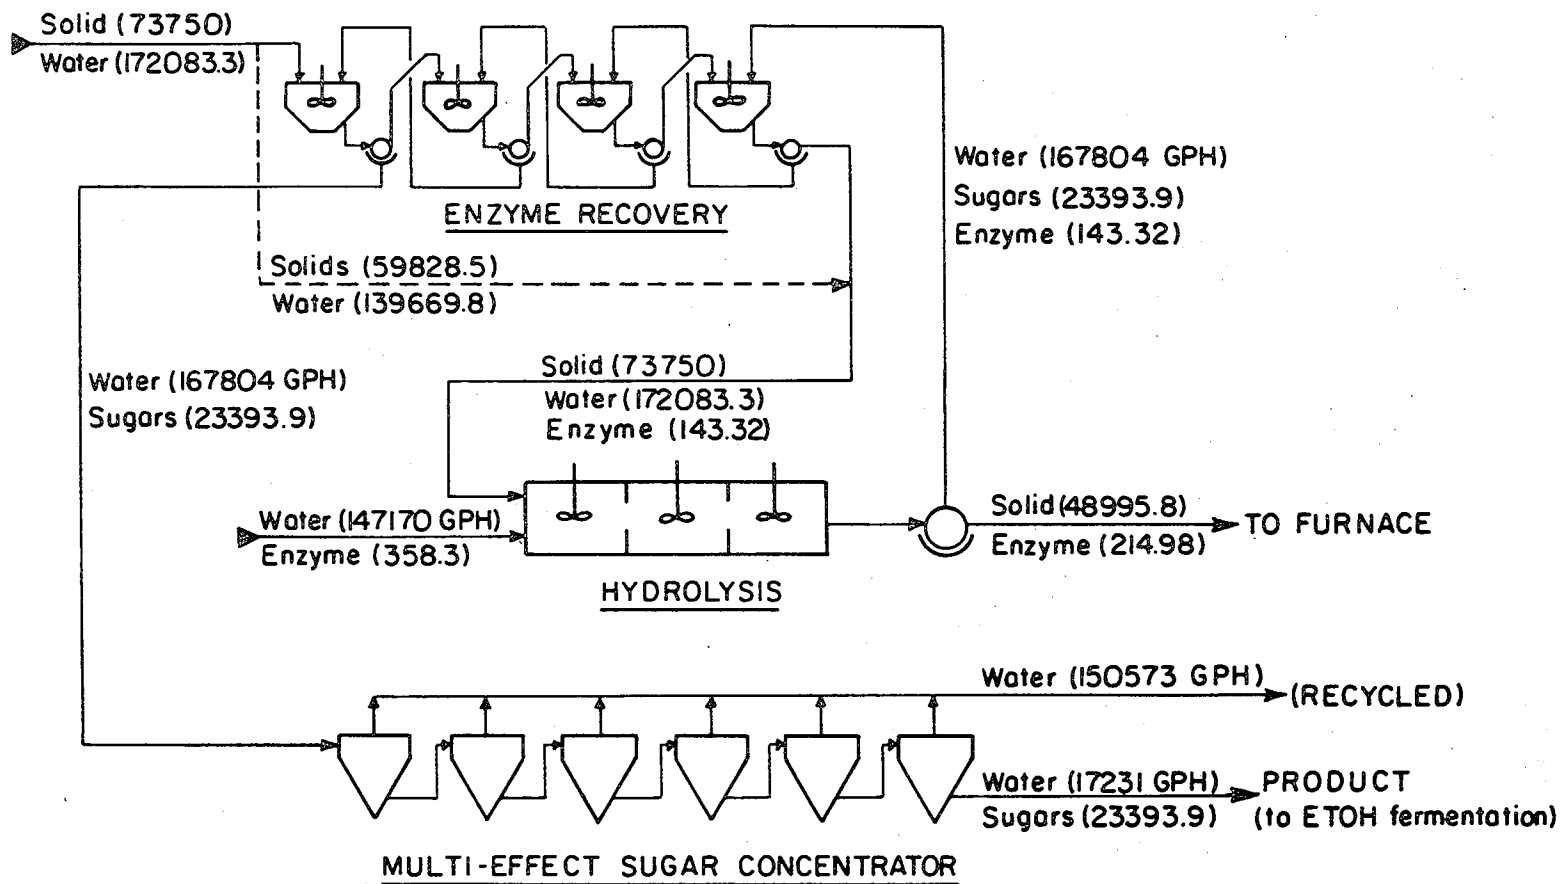 Solid (73750)
Water (172083.3)
ENZYME RECOVERY
Water (167804 GPH)
Sugars (23393.9)
Enzyme (143.32)
Solids (59828.5)
Water (139669.8)
Water (167804 GPH)
Sugars (23393.9)
Solid (73750)
Water (172083.3)
Enzyme (143.32)
Water (147170 GPH)
Enzyme (358.3)
HYDROLYSIS
Solid (48995.8)
Enzyme (214.98)
TO FURNACE
Water (150573 GPH)
(RECYCLED)
Water (17231 GPH)
Sugars (23393.9)
PRODUCT
(to ETOH fermentation)
MULTI-EFFECT SUGAR CONCENTRATOR